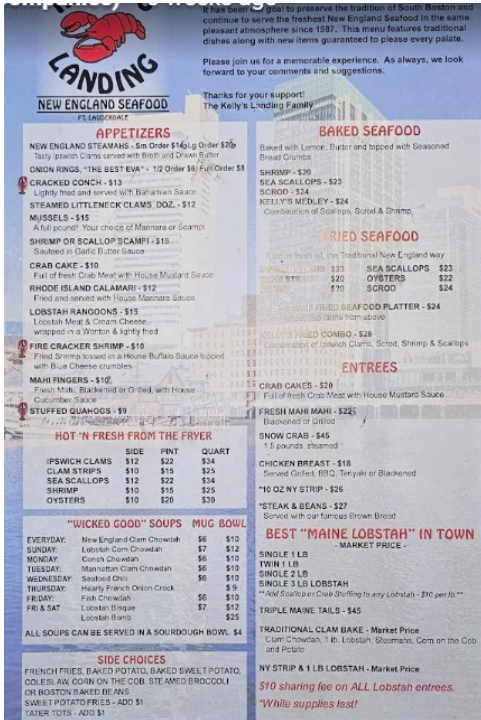 LANDING
NEW ENGLAND SEAFOOD
FT. LAUDERDALE
It has been our goal to preserve the tradition of South Boston and
continue to serve the freshest New England Seafood in the same
pleasant atmosphere since 1987. This menu features traditional
dishes along with new items guaranteed to please every palate.
Please join us for a memorable experience. As always, we look
forward to your comments and suggestions.
Thanks for your support!
The Kelly's Landing Family
APPETIZERS
NEW ENGLAND STEAMAHS - Sm Order Lg Order
Tasty Ipswich Clams served with Broth and Drawn Butter
ONION RINGS, "THE BEST EVA" - 1/2 Order $6/ Full Order
CRACKED CONCH - $13
Lightly fried and served with Bahamian Sauce
STEAMED LITTLENECK CLAMS, DOZ. - $12
MUSSELS - $15
A full pound! Your choice of Marinara or Scampi
SHRIMP OR SCALLOP SCAMPI - $15
Sauteed in Garlic Butter Sauce
CRAB CAKE - $10
Full of fresh Crab Meat with House Mustard Sauce
RHODE ISLAND CALAMARI - $12
Fried and served with House Marinara Sauce
LOBSTAH RANGOONS - $15
Lobstah Meat & Cream Cheese,
wrapped in a Wonton & lightly fried
FIRE CRACKER SHRIMP - $10
Fried Shrimp tossed in a House Buffalo Sauce topped
with Blue Cheese crumbles
MAHI FINGERS - $10
Fresh Mahi, Blackened or Grilled, with House
Cucumber Sauce
STUFFED QUAHOGS - $9
HOT 'N FRESH FROM THE FRYER
SIDE PINT QUART
IPSWICH CLAMS $12 $22 $34
CLAM STRIPS $10 $15 $25
SEA SCALLOPS $12 $22 $34
SHRIMP $10 $15 $25
OYSTERS $10 $20 $30
"WICKED GOOD" SOUPS MUG BOWL
EVERYDAY: New England Clam Chowdah $6 $10
SUNDAY: Lobstah Corn Chowdah $7 $12
MONDAY: Conch Chowdah $6 $10
TUESDAY: Manhattan Clam Chowdah $6 $10
WEDNESDAY: Seafood Chili $6 $10
THURSDAY: Hearty French Onion Crock $9
FRIDAY: Fish Chowdah $6 $10
FRI & SAT Lobstah Bisque $7 $12
Lobstah Bomb $25
ALL SOUPS CAN BE SERVED IN A SOURDOUGH BOWL $4
SIDE CHOICES
FRENCH FRIES, BAKED POTATO, BAKED SWEET POTATO,
COLESLAW, CORN ON THE COB, STEAMED BROCCOLI
OR BOSTON BAKED BEANS
SWEET POTATO FRIES - ADD $1
TATER TOTS - ADD $1
BAKED SEAFOOD
Baked with Lemon, Butter and topped with Seasoned
Bread Crumbs
SHRIMP - $20
SEA SCALLOPS - $23
SCROD - $24
KELLY'S MEDLEY - $24
Combination of Scallops, Scrod & Shrimp
FRIED SEAFOOD
fresh oil, the Traditional New England way
$23 SEA SCALLOPS $23
$20 OYSTERS $22
$20 SCROD $24
FRIED SEAFOOD PLATTER - $24
items from above
FRIED COMBO - $26
Combination of Ipswich Clams, Scrod, Shrimp & Scallops
ENTREES
CRAB CAKES - $20
Full of fresh Crab Meat with House Mustard Sauce
FRESH MAHI MAHI - $22
Blackened or Grilled
SNOW CRAB - $45
1.5 pounds, steamed
CHICKEN BREAST - $18
Served Grilled, BBQ, Teriyaki or Blackened
*10 OZ NY STRIP - $26
*STEAK & BEANS - $27
Served with our famous Brown Bread
BEST "MAINE LOBSTAH" IN TOWN
- MARKET PRICE -
SINGLE 1 LB
TWIN 1 LB
SINGLE 2 LB
SINGLE 3 LB LOBSTAH
**Add Scallop or Crab Stuffing to any Lobstah - $10 per lb.**
TRIPLE MAINE TAILS - $45
TRADITIONAL CLAM BAKE - Market Price
Clam Chowdah, 1 lb. Lobstah, Steamahs, Corn on the Cob
and Potato
NY STRIP & 1 LB LOBSTAH - Market Price
$10 sharing fee on ALL Lobstah entrees.
*While supplies last!